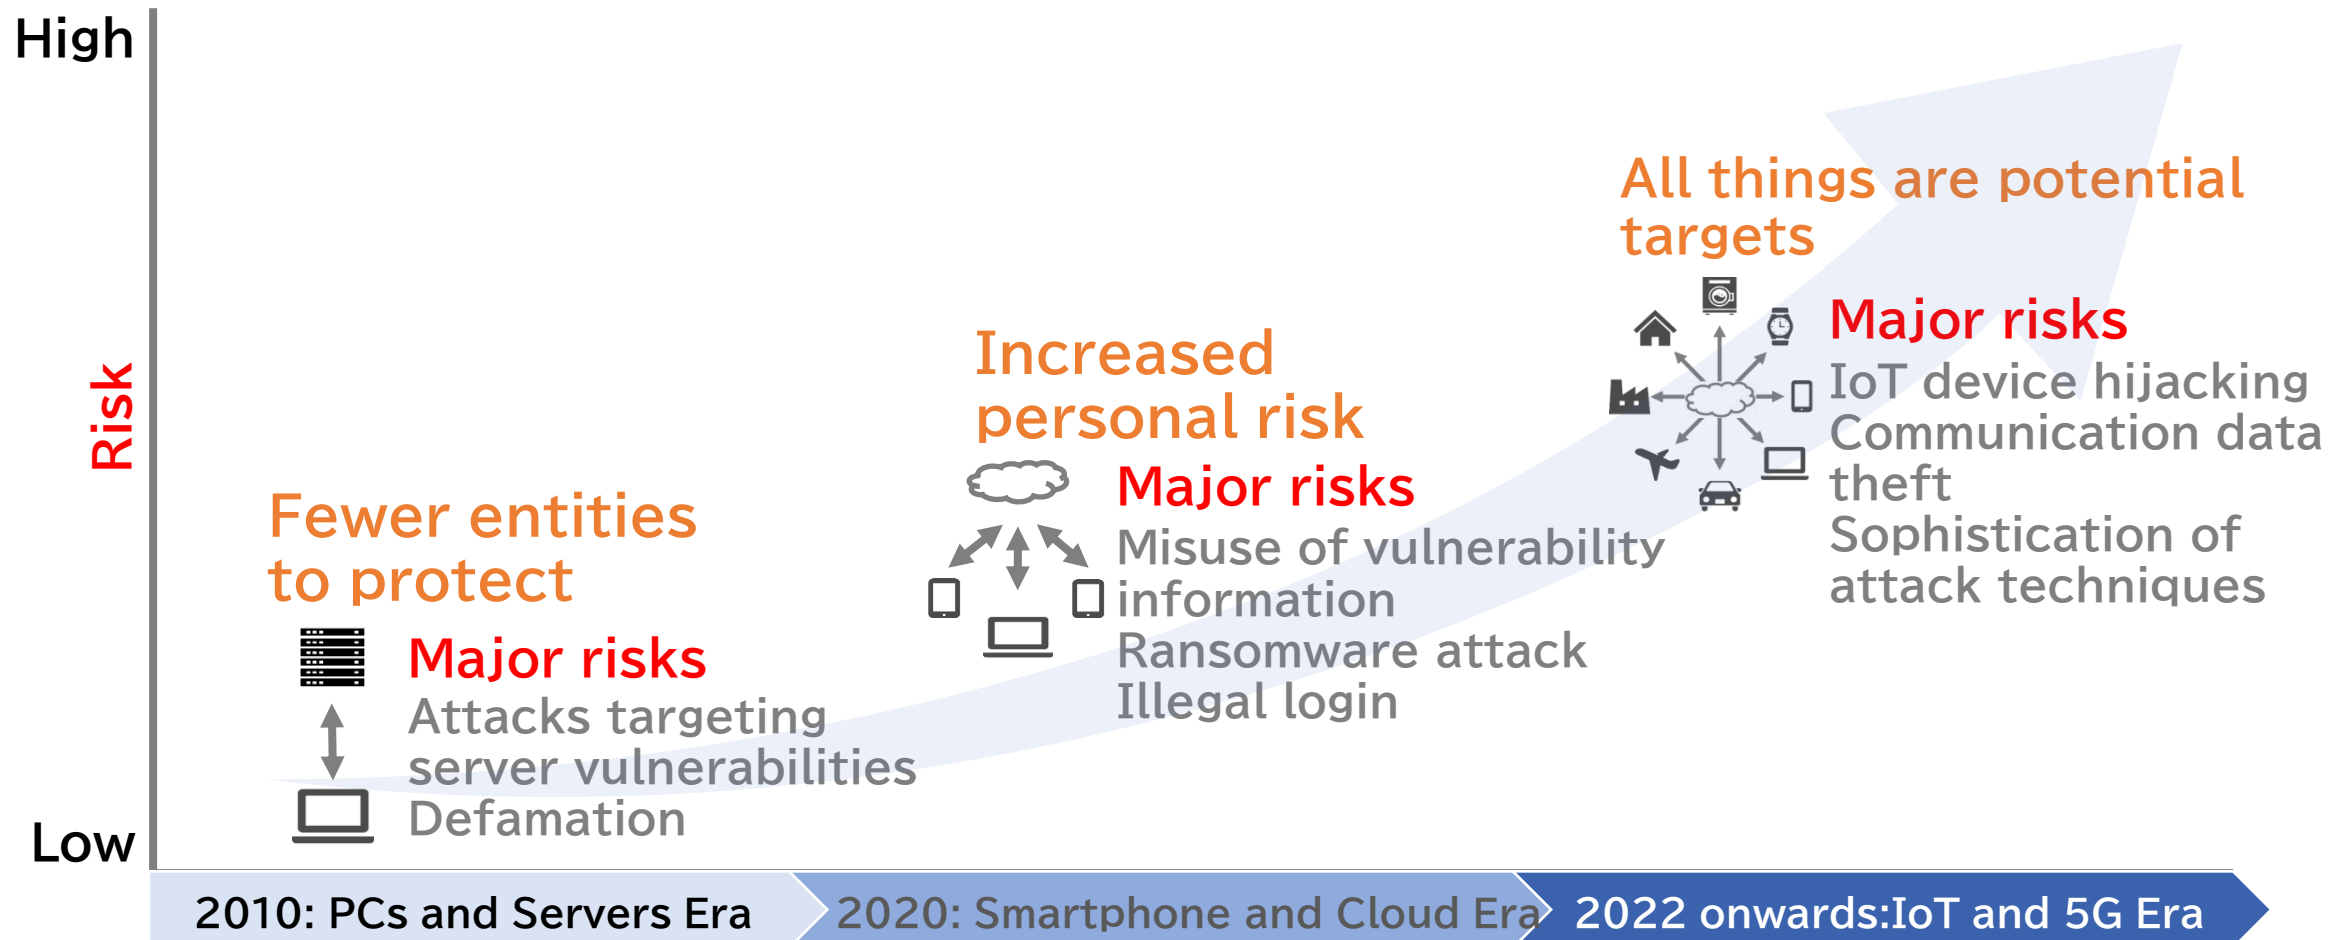 High
Risk
Low
Fewer entities
to protect
Major risks
Attacks targeting
server vulnerabilities
Defamation
Increased
personal risk
Major risks
Misuse of vulnerability
information
Ransomware attack
Illegal login
All things are potential
targets
Major risks
IoT device hijacking
Communication data
theft
Sophistication of
attack techniques
2010: PCs and Servers Era
2020: Smartphone and Cloud Era
2022 onwards:IoT and 5G Era